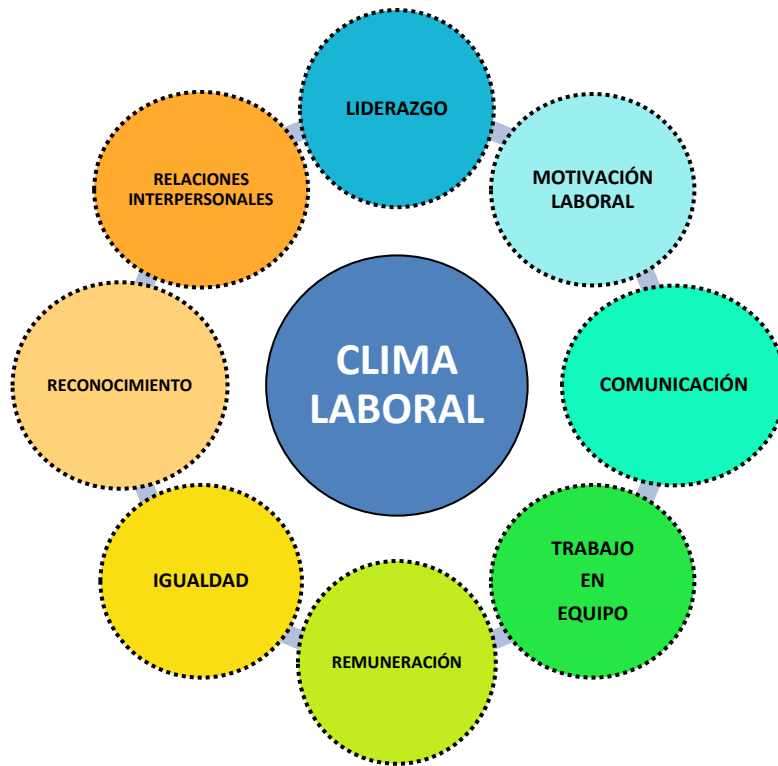 LIDERAZGO
MOTIVACIÓN
LABORAL
COMUNICACIÓN
TRABAJO
EN
EQUIPO
REMUNERACIÓN
IGUALDAD
RECONOCIMIENTO
RELACIONES
INTERPERSONALES
CLIMA
LABORAL